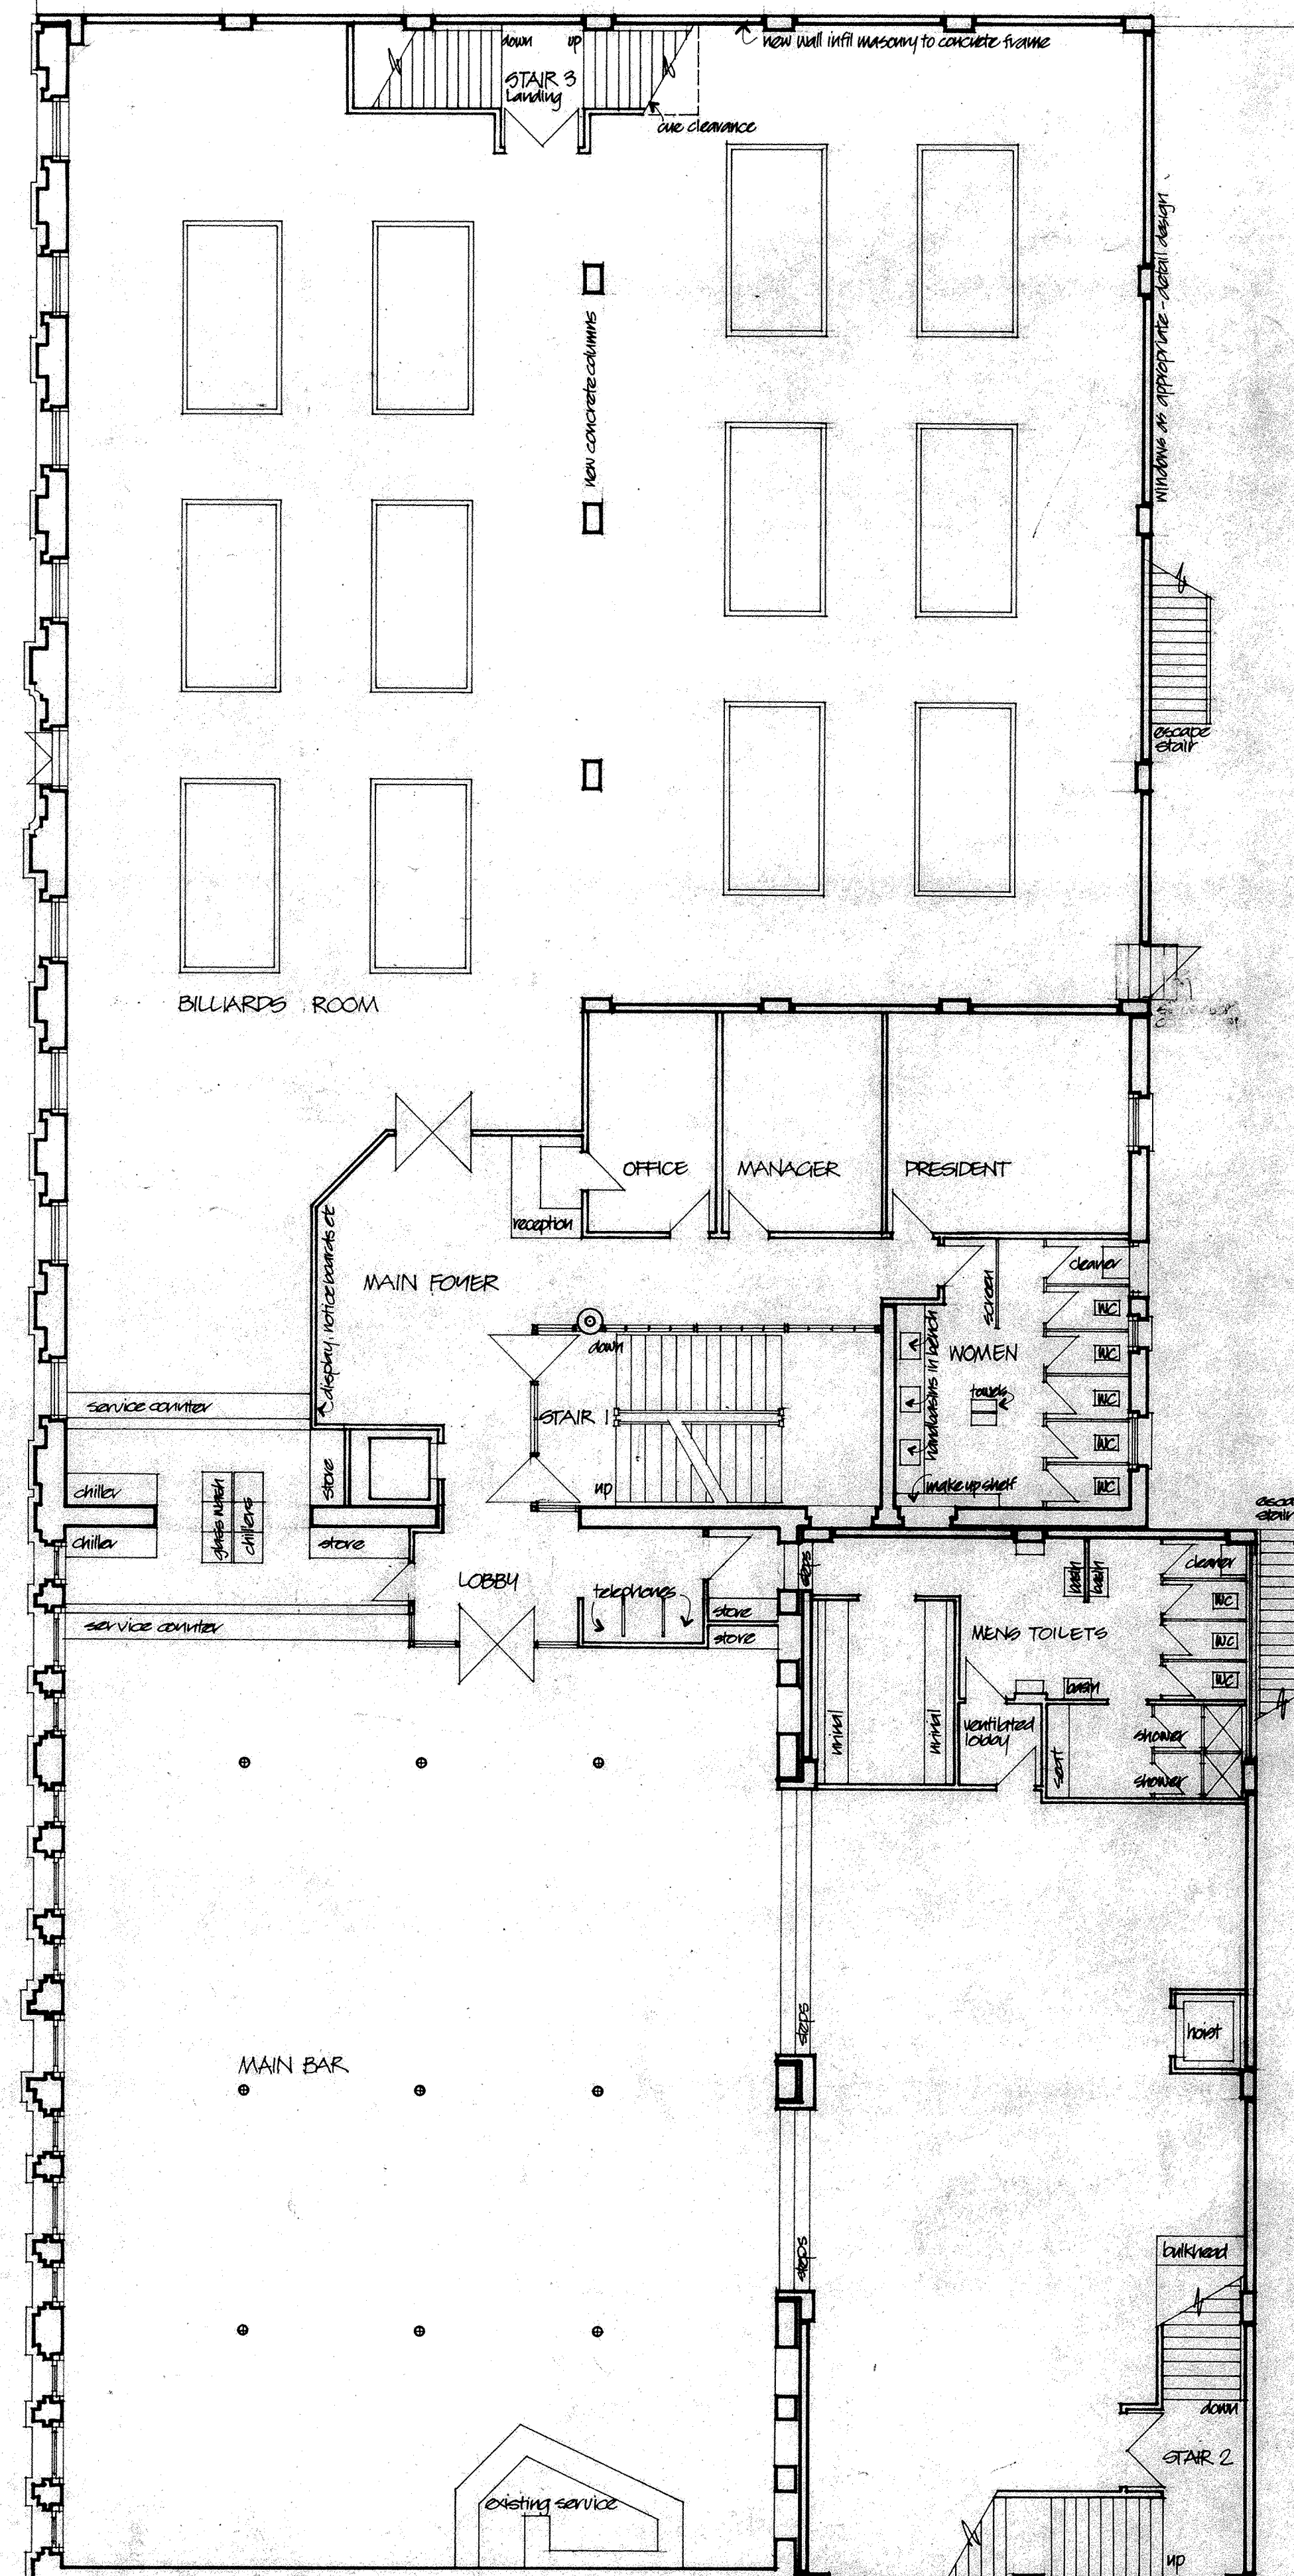 down up
new wall infil masonry to concrete frame
STAIR 3
Landing
cue clearance
windows as appropriate - detail design
new concrete columns
escape
stair
BILLIARDS ROOM
OFFICE
MANAGER
PRESIDENT
reception
display, notice boards etc
MAIN FOYER
screen
cleaner
WC
down
handbasins in bench
WOMEN
WC
towels
WC
service counter
STAIR 1
WC
store
up
make up shelf
WC
chiller
glass wash
chillers
chiller
store
steps
basin
basin
cleaner
LOBBY
telephones
WC
store
service counter
store
MENS TOILETS
WC
WC
basin
urinal
urinal
ventilated
lobby
seat
shower
shower
steps
hoist
MAIN BAR
steps
bulkhead
down
STAIR 2
existing service
up